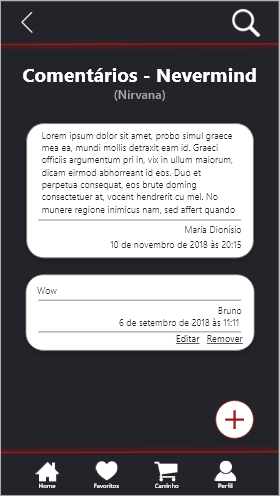 Comentários - Nevermind
(Nirvana)
Lorem ipsum dolor sit amet, probo simul graece
mea ea, mundi mollis detraxit eam id. Graeci
officiis argumentum pri in, vix in ullum maiorum,
dicam eirmod abhorreant id eos. Duo et
perpetua consequat, eos brute doming
consectetuer at, vocent hendrerit cu mel. No
munere regione inimicus nam, sed affert quando
Maria Dionísio
10 de novembro de 2018 às 20:15
Wow
Bruno
6 de setembro de 2018 às 11:11
Editar Remover
Home Favoritos Carrinho Perfil